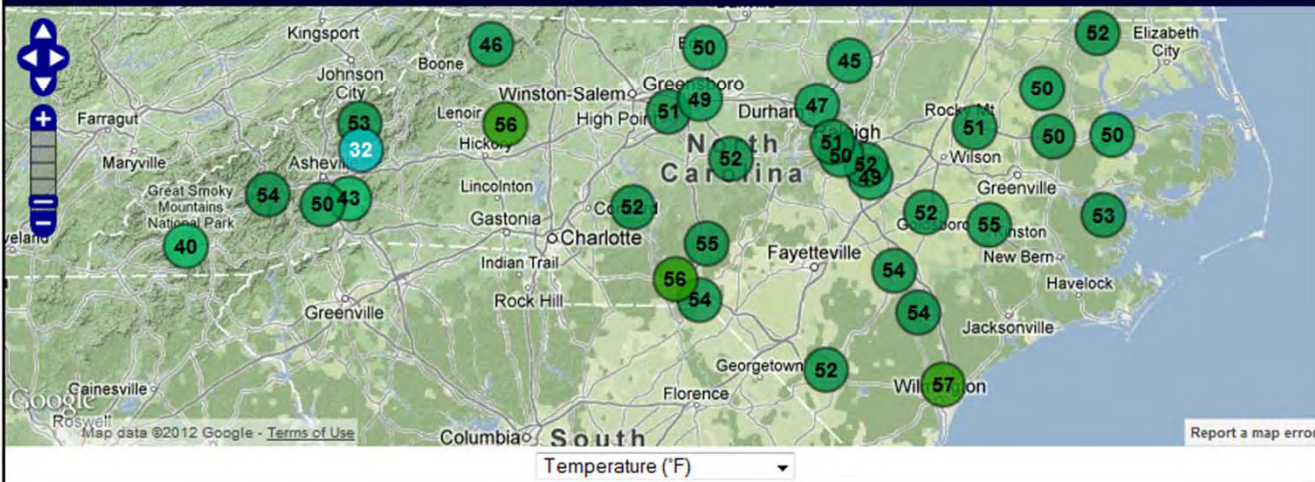 Kingsport
46
50
52
Elizabeth
City
Boone
45
Johnson
City
Greensboro
50
Winston-Salem
49
Farragut
53
Lenoir
56
High Point
51
Durham
47
Rocky Mt
51
50
50
Maryville
32
Hickory
North
Carolina
Raleigh
51
50
52
49
Wilson
Asheville
52
Great Smoky
Mountains
National Park
54
50
43
Lincolnton
Greenville
52
Concord
52
Goldsboro
55
Kinston
53
Gastonia
Charlotte
40
55
Fayetteville
New Bern
Indian Trail
56
54
54
Havelock
Rock Hill
Greenville
54
Jacksonville
Georgetown
52
Gainesville
Florence
57
Wilmington
Google
Roswell
Map data ©2012 Google - Terms of Use
Columbia
South
Report a map error
Temperature (°F)